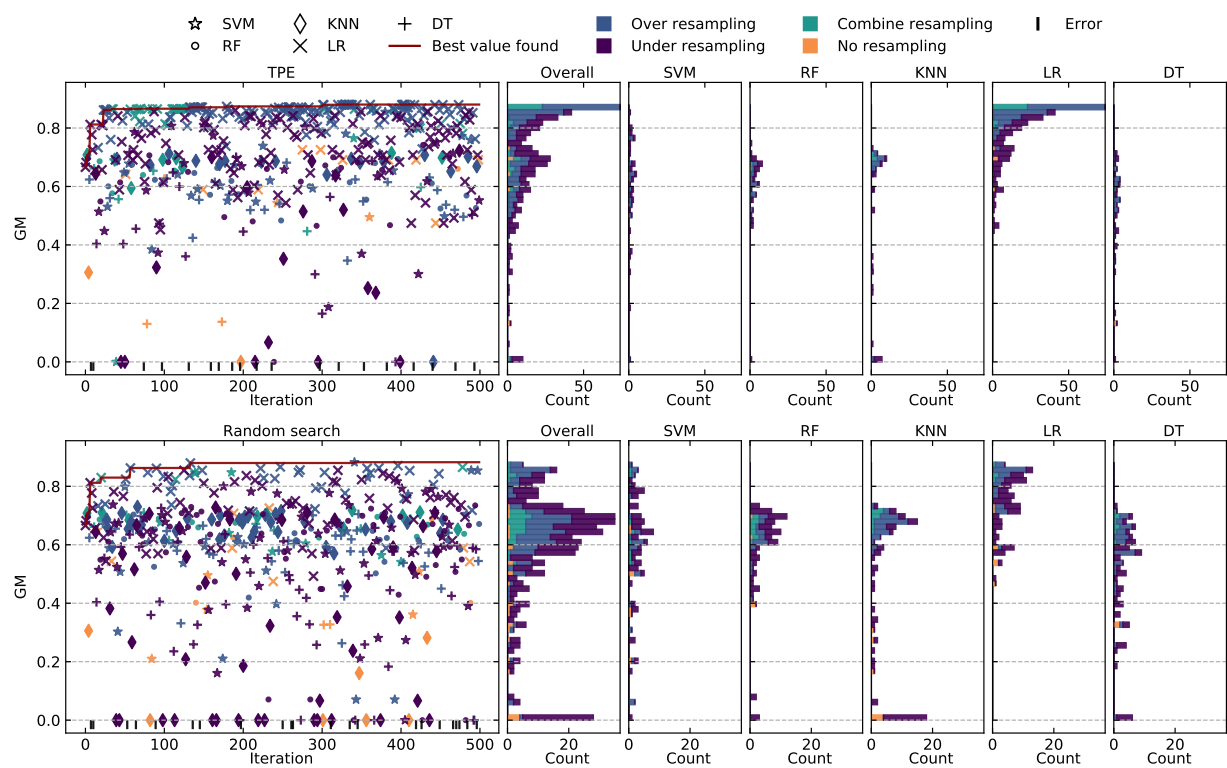 SVM KNN DT Over resampling Combine resampling Error
RF LR Best value found Under resampling No resampling
TPE Overall SVM RF KNN LR DT
0.8
0.6
0.4
0.2
0.0
GM
0 100 200 300 400 500 0 50 0 50 0 50 0 50 0 50 0 50
Iteration Count Count Count Count Count Count
Random search Overall SVM RF KNN LR DT
0.8
0.6
0.4
0.2
0.0
GM
0 100 200 300 400 500 0 20 0 20 0 20 0 20 0 20 0 20
Iteration Count Count Count Count Count Count